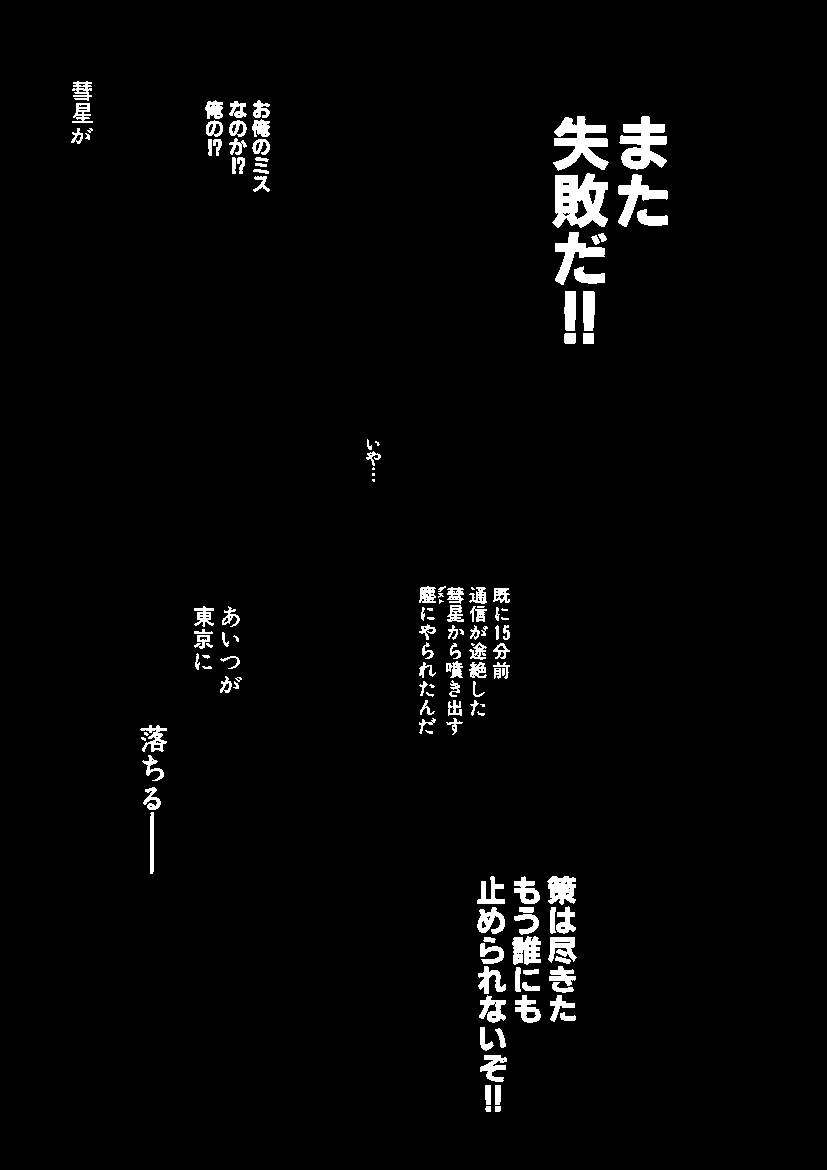 また
失敗だ!!
お俺のミス
なのか!?
俺の!?
彗星が
いや…
既に15分前
通信が途絶した
彗星から噴き出す
塵にやられたんだ
ダスト
あいつが
東京に
落ちる――
策は尽きた
もう誰にも
止められないぞ!!